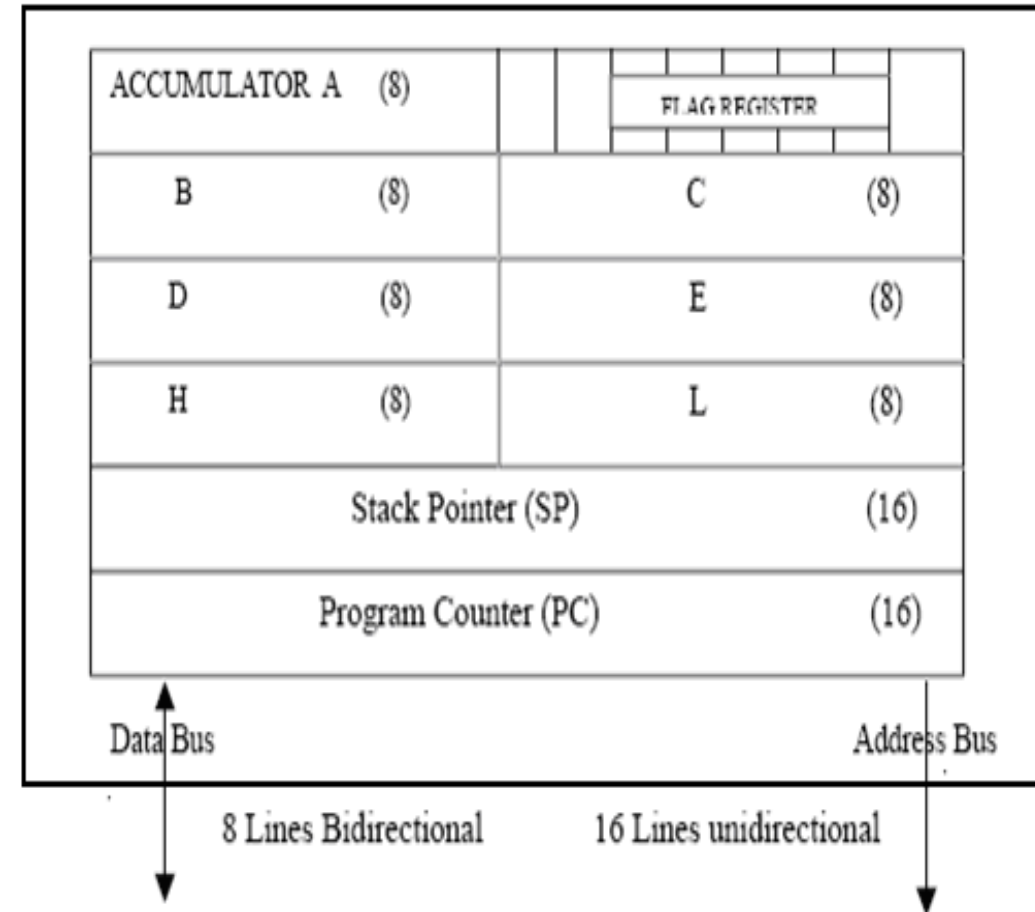 ACCUMULATOR A (8)
FLAG REGISTER
B (8) C (8)
D (8) E (8)
H (8) L (8)
Stack Pointer (SP) (16)
Program Counter (PC) (16)
Data Bus Address Bus
8 Lines Bidirectional 16 Lines unidirectional